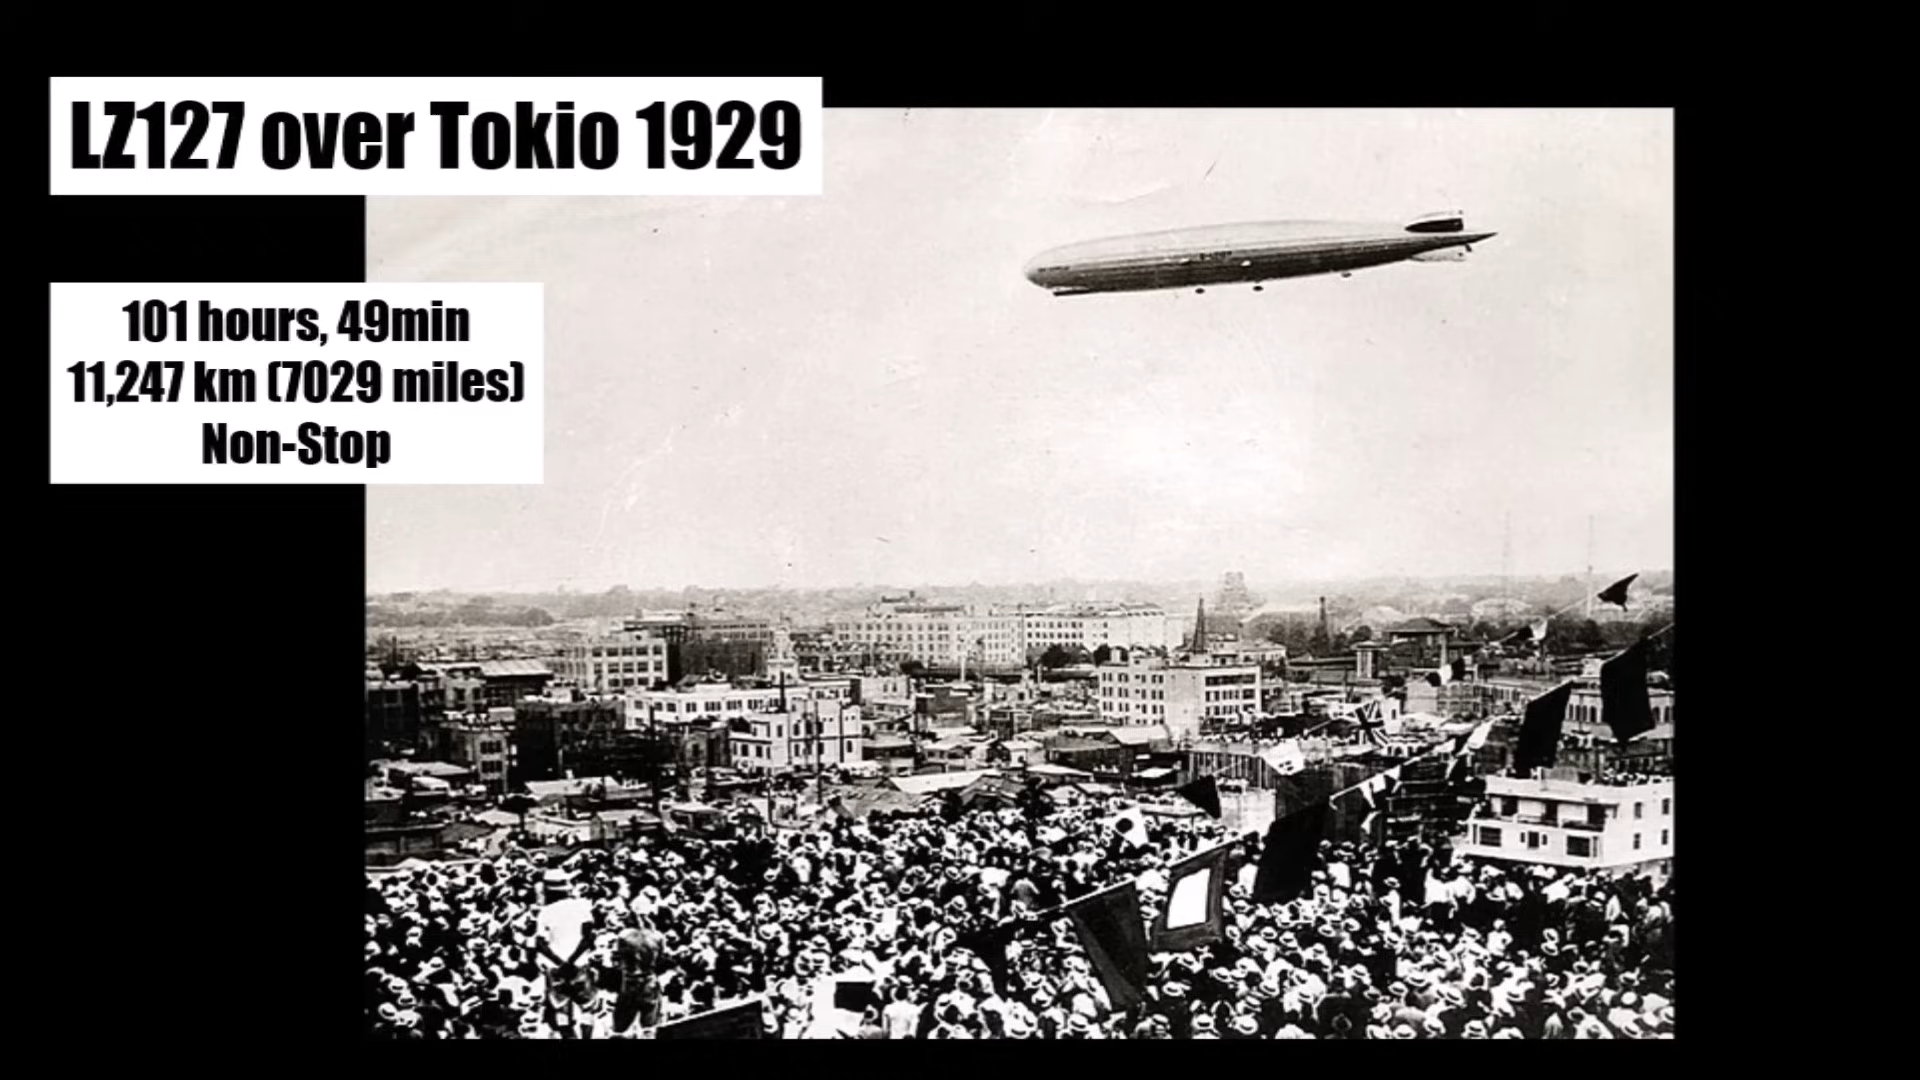 LZ127 over Tokio 1929
101 hours, 49min
11,247 km (7029 miles)
Non-Stop